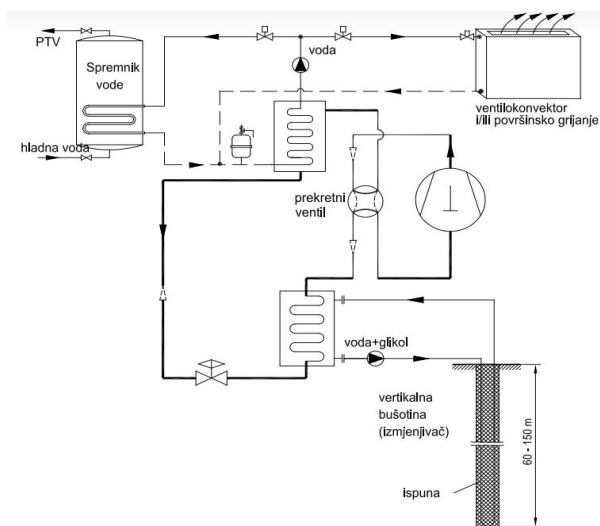 PTV
voda
Spremnik
vode
ventilokonvektor
i/ili površinsko grijanje
hladna voda
prekretni
ventil
voda+glikol
vertikalna
bušotina
(izmjenjivač)
60 - 150 m
ispuna